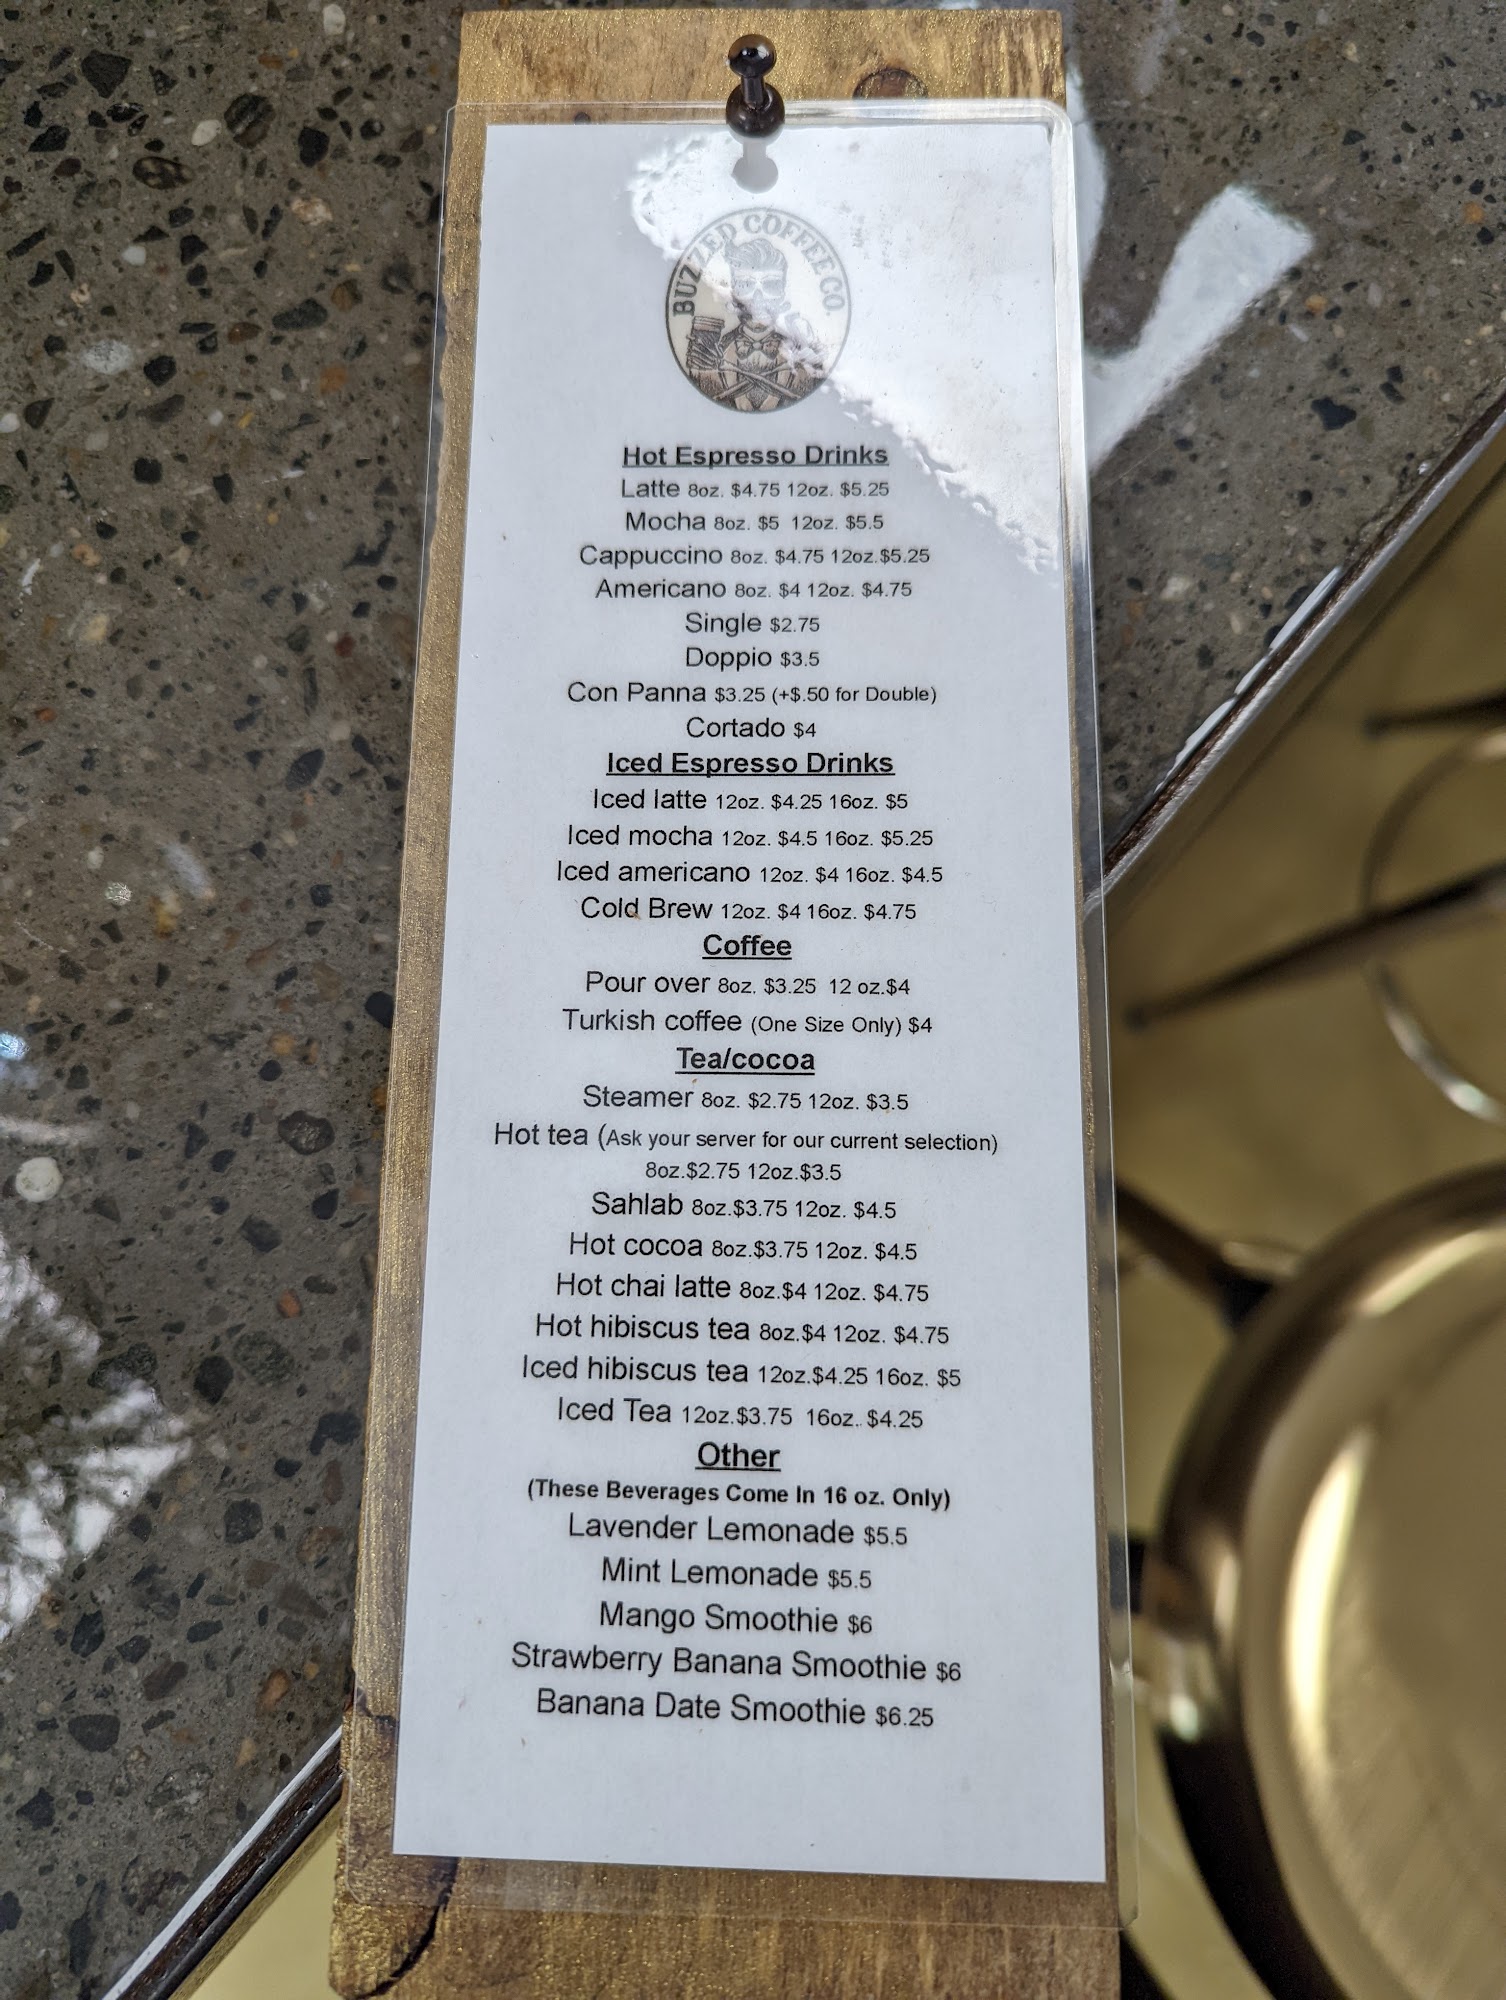 BUZZED COFFEE CO.
Hot Espresso Drinks
Latte 8oz. $4.75 12oz. $5.25
Mocha 8oz. $5 12oz. $5.5
Cappuccino 8oz. $4.75 12oz.$5.25
Americano 8oz. $4 12oz. $4.75
Single $2.75
Doppio $3.5
Con Panna $3.25 (+$.50 for Double)
Cortado $4
Iced Espresso Drinks
Iced latte 12oz. $4.25 16oz. $5
Iced mocha 12oz. $4.5 16oz. $5.25
Iced americano 12oz. $4 16oz. $4.5
Cold Brew 12oz. $4 16oz. $4.75
Coffee
Pour over 8oz. $3.25 12 oz.$4
Turkish coffee (One Size Only) $4
Tea/cocoa
Steamer 8oz. $2.75 12oz. $3.5
Hot tea (Ask your server for our current selection)
8oz.$2.75 12oz.$3.5
Sahlab 8oz.$3.75 12oz. $4.5
Hot cocoa 8oz.$3.75 12oz. $4.5
Hot chai latte 8oz.$4 12oz. $4.75
Hot hibiscus tea 8oz.$4 12oz. $4.75
Iced hibiscus tea 12oz.$4.25 16oz. $5
Iced Tea 12oz.$3.75 16oz.. $4.25
Other
(These Beverages Come In 16 oz. Only)
Lavender Lemonade $5.5
Mint Lemonade $5.5
Mango Smoothie $6
Strawberry Banana Smoothie $6
Banana Date Smoothie $6.25